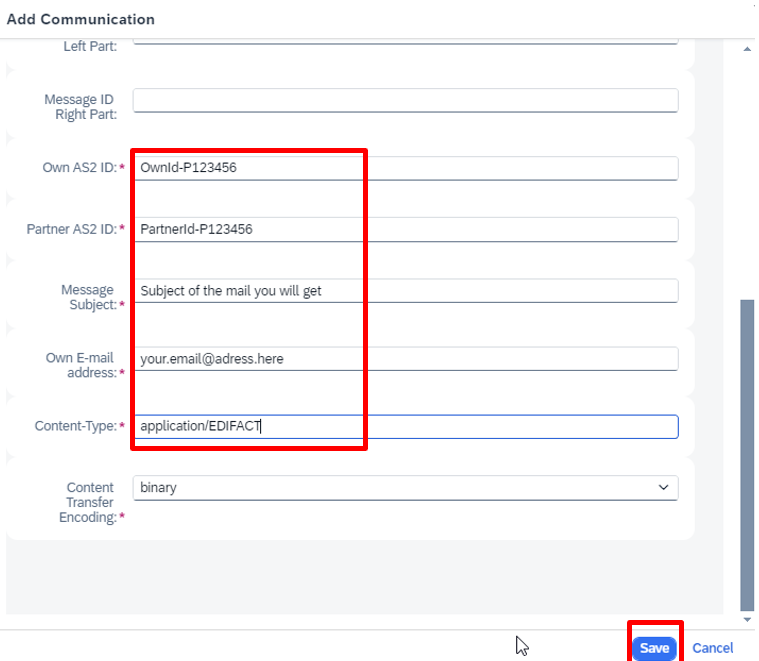 Add Communication
Left Part:
Message ID
Right Part:
Own AS2 ID:*
OwnId-P123456
Partner AS2 ID:*
PartnerId-P123456
Message
Subject:*
Subject of the mail you will get
Own E-mail
address:*
your.email@adress.here
Content-Type:*
application/EDIFACT
Content
Transfer
Encoding:*
binary
Save
Cancel